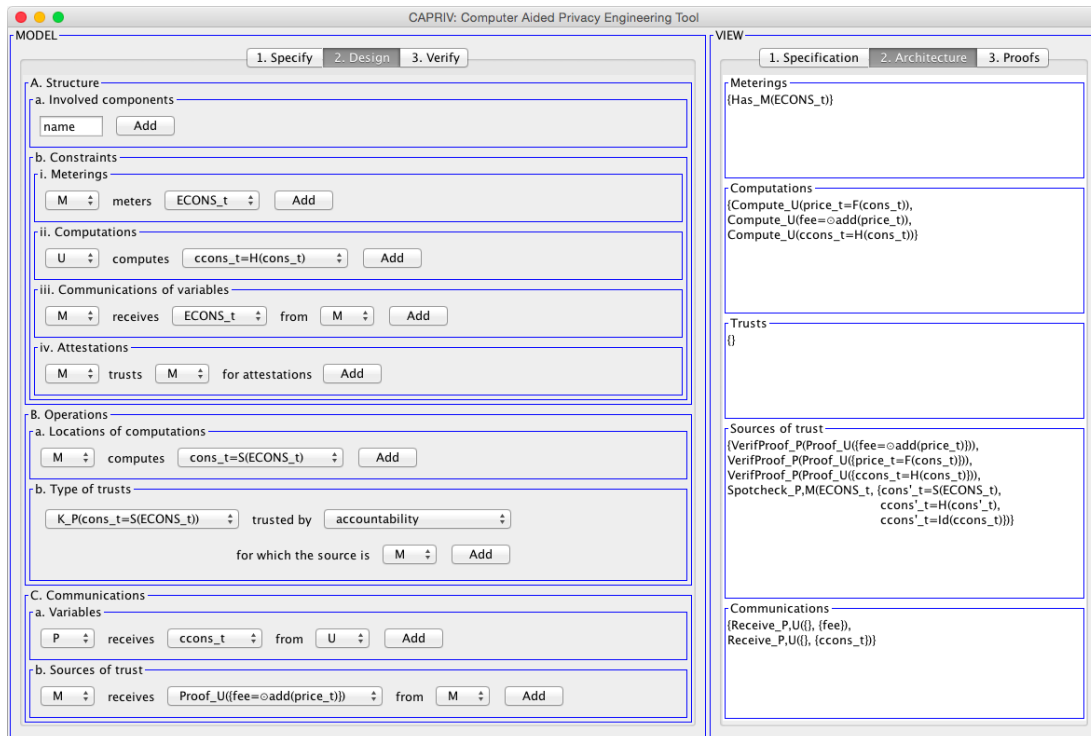 CAPRIV: Computer Aided Privacy Engineering Tool
MODEL
1. Specify 2. Design 3. Verify
A. Structure
a. Involved components
name Add
b. Constraints
i. Meterings
M meters ECONS_t Add
ii. Computations
U computes ccons_t=H(cons_t) Add
iii. Communications of variables
M receives ECONS_t from M Add
iv. Attestations
M trusts M for attestations Add
B. Operations
a. Locations of computations
M computes cons_t=S(ECONS_t) Add
b. Type of trusts
K_P(cons_t=S(ECONS_t)) trusted by accountability
for which the source is M Add
C. Communications
a. Variables
P receives ccons_t from U Add
b. Sources of trust
M receives Proof_U({fee=⊙add(price_t)}) from M Add
VIEW
1. Specification 2. Architecture 3. Proofs
Meterings
{Has_M(ECONS_t)}
Computations
{Compute_U(price_t=F(cons_t)),
Compute_U(fee=⊙add(price_t)),
Compute_U(ccons_t=H(cons_t))}
Trusts
{}
Sources of trust
{VerifProof_P(Proof_U({fee=⊙add(price_t)})),
VerifProof_P(Proof_U({price_t=F(cons_t)})),
VerifProof_P(Proof_U({ccons_t=H(cons_t)})),
Spotcheck_P,M(ECONS_t, {cons'_t=S(ECONS_t),
ccons'_t=H(cons'_t),
ccons'_t=Id(ccons_t)})}
Communications
{Receive_P,U({}, {fee}),
Receive_P,U({}, {ccons_t})}